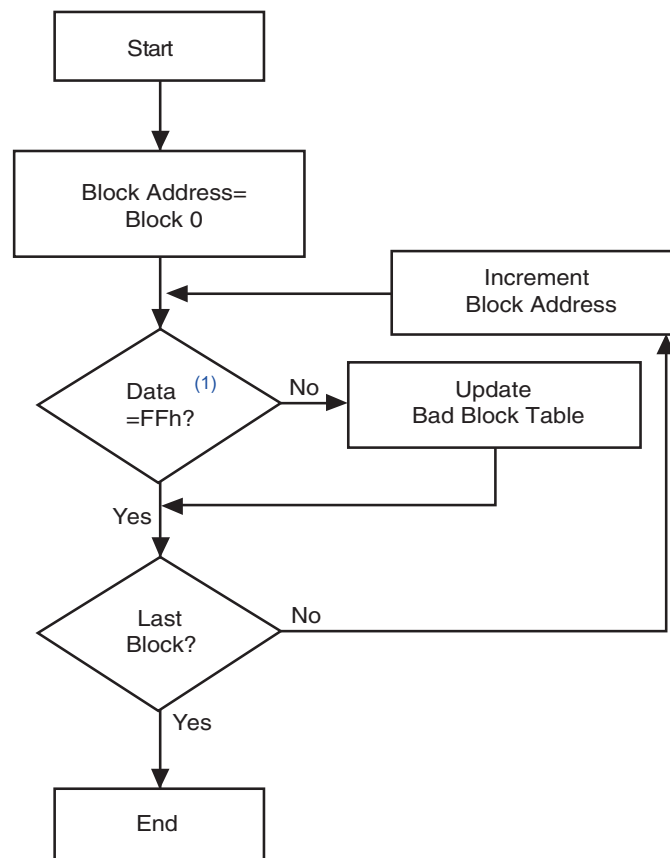 Start
Block Address=
Block 0
Increment
Block Address
Data (1)
=FFh?
No
Update
Bad Block Table
Yes
Last
Block?
No
Yes
End